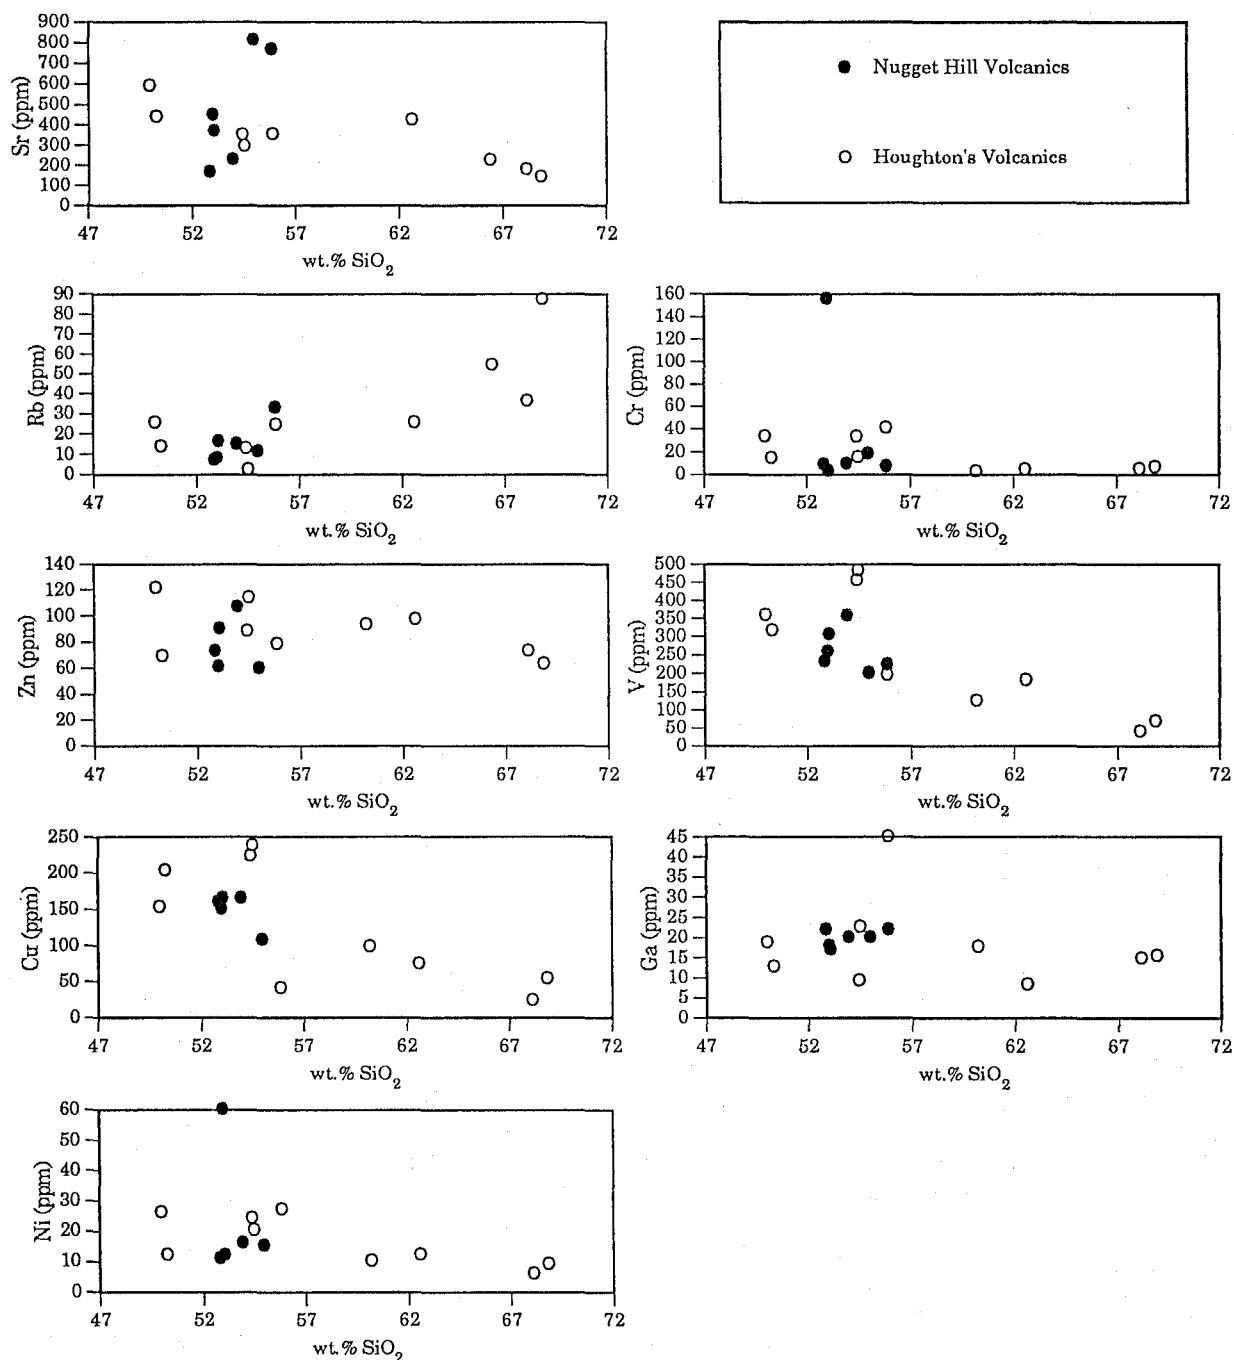 900
800
700
600
500
400
300
200
100
0
Sr (ppm)
47 52 57 62 67 72
wt.% SiO₂
Nugget Hill Volcanics
Houghton's Volcanics
90
80
70
60
50
40
30
20
10
0
Rb (ppm)
47 52 57 62 67 72
wt.% SiO₂
160
140
120
100
80
60
40
20
0
Cr (ppm)
47 52 57 62 67 72
wt.% SiO₂
140
120
100
80
60
40
20
0
Zn (ppm)
47 52 57 62 67 72
wt.% SiO₂
500
450
400
350
300
250
200
150
100
50
0
V (ppm)
47 52 57 62 67 72
wt.% SiO₂
250
200
150
100
50
0
Cu (ppm)
47 52 57 62 67 72
wt.% SiO₂
45
40
35
30
25
20
15
10
5
0
Ga (ppm)
47 52 57 62 67 72
wt.% SiO₂
60
50
40
30
20
10
0
Ni (ppm)
47 52 57 62 67 72
wt.% SiO₂